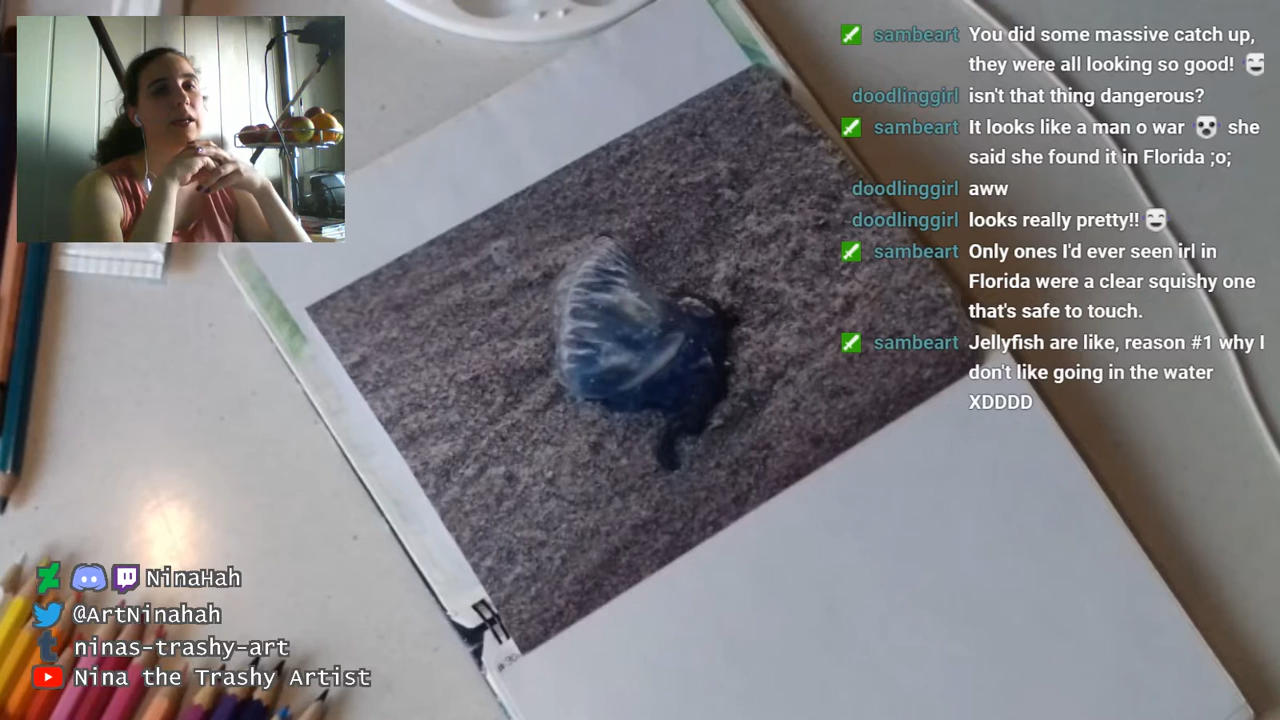 sambeart You did some massive catch up,
they were all looking so good!
doodlinggirl isn't that thing dangerous?
sambeart It looks like a man o war she
said she found it in Florida ;o;
doodlinggirl aww
doodlinggirl looks really pretty!!
sambeart Only ones I'd ever seen irl in
Florida were a clear squishy one
that's safe to touch.
sambeart Jellyfish are like, reason #1 why I
don't like going in the water
XDDDD
NinaHah
@ArtNinahah
ninas-trashy-art
Nina the Trashy Artist